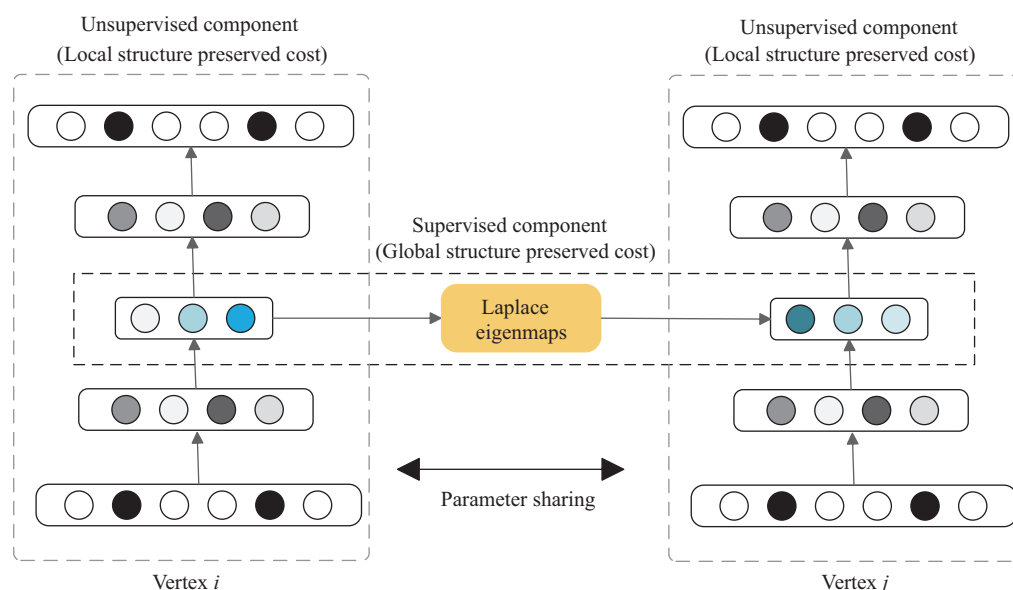 Unsupervised component
(Local structure preserved cost)
Unsupervised component
(Local structure preserved cost)
Supervised component
(Global structure preserved cost)
Laplace
eigenmaps
Parameter sharing
Vertex i
Vertex j